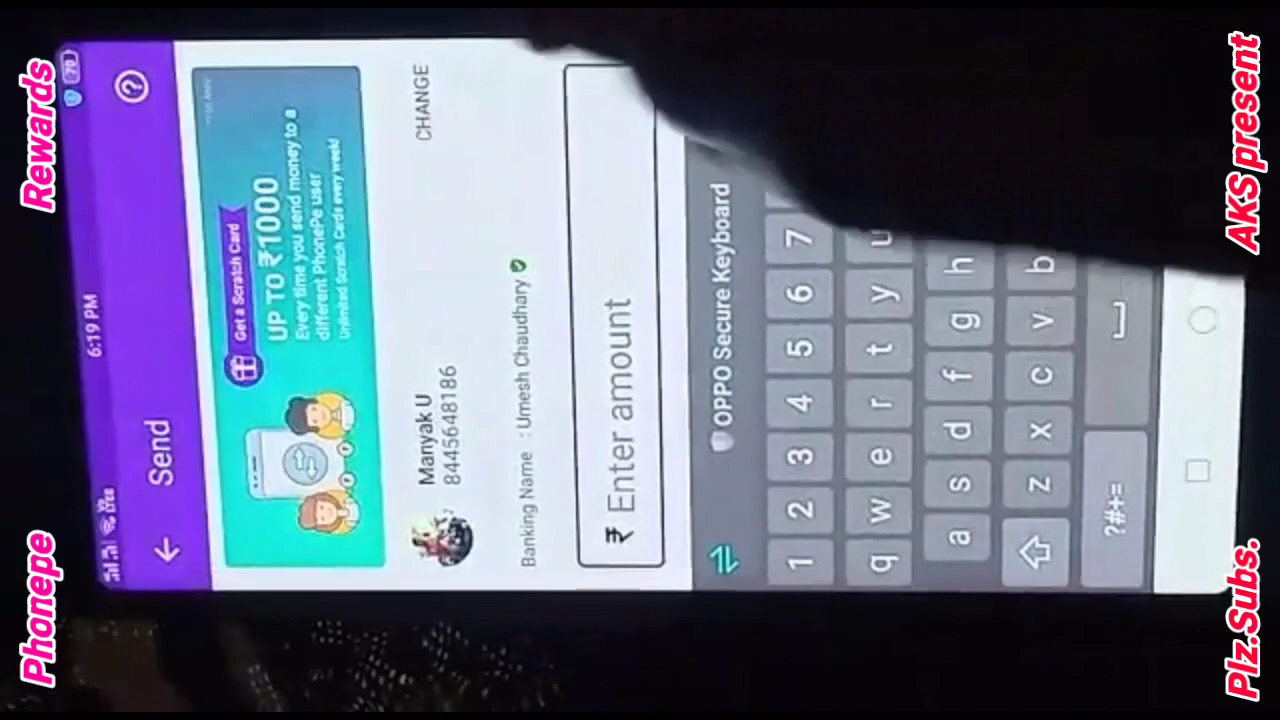 Phonepe
Rewards
6:19 PM
70
Send
Get a Scratch Card
UP TO ₹1000
Every time you send money to a
different PhonePe user
Unlimited Scratch Cards every week!
Manyak U
8445648186
CHANGE
Banking Name : Umesh Chaudhary
₹ Enter amount
OPPO Secure Keyboard
1 2 3 4 5 6 7
q w e r t y u
a s d f g h
z x c v b
?#+=
Plz.Subs.
AKS present